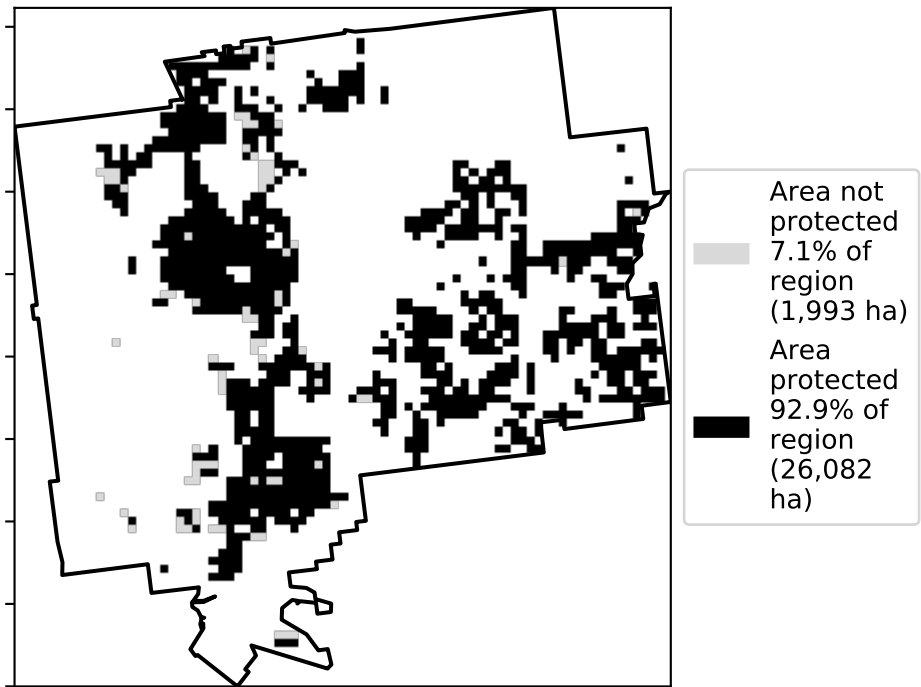 Area not
protected
7.1% of
region
(1,993 ha)
Area
protected
92.9% of
region
(26,082
ha)